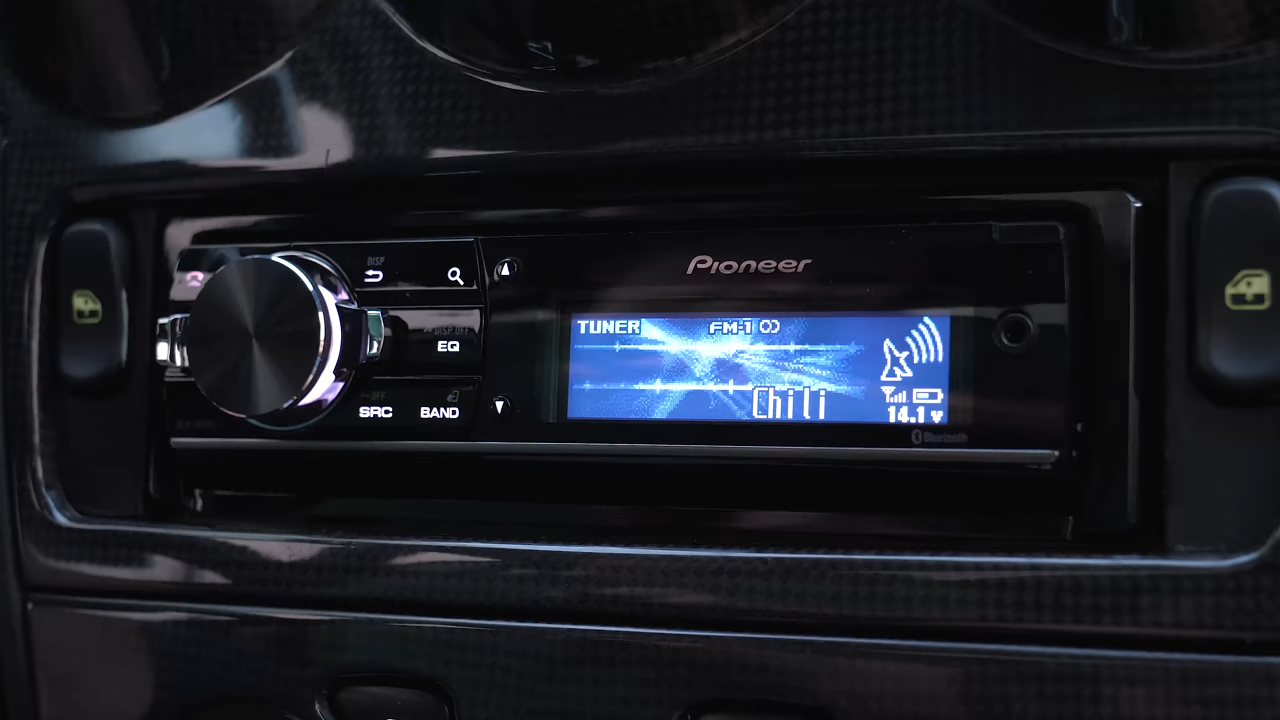 DISP
Pioneer
TUNER FM-1
DISP OFF
EQ
OFF
SRC BAND
Chili
14.1 v
Bluetooth